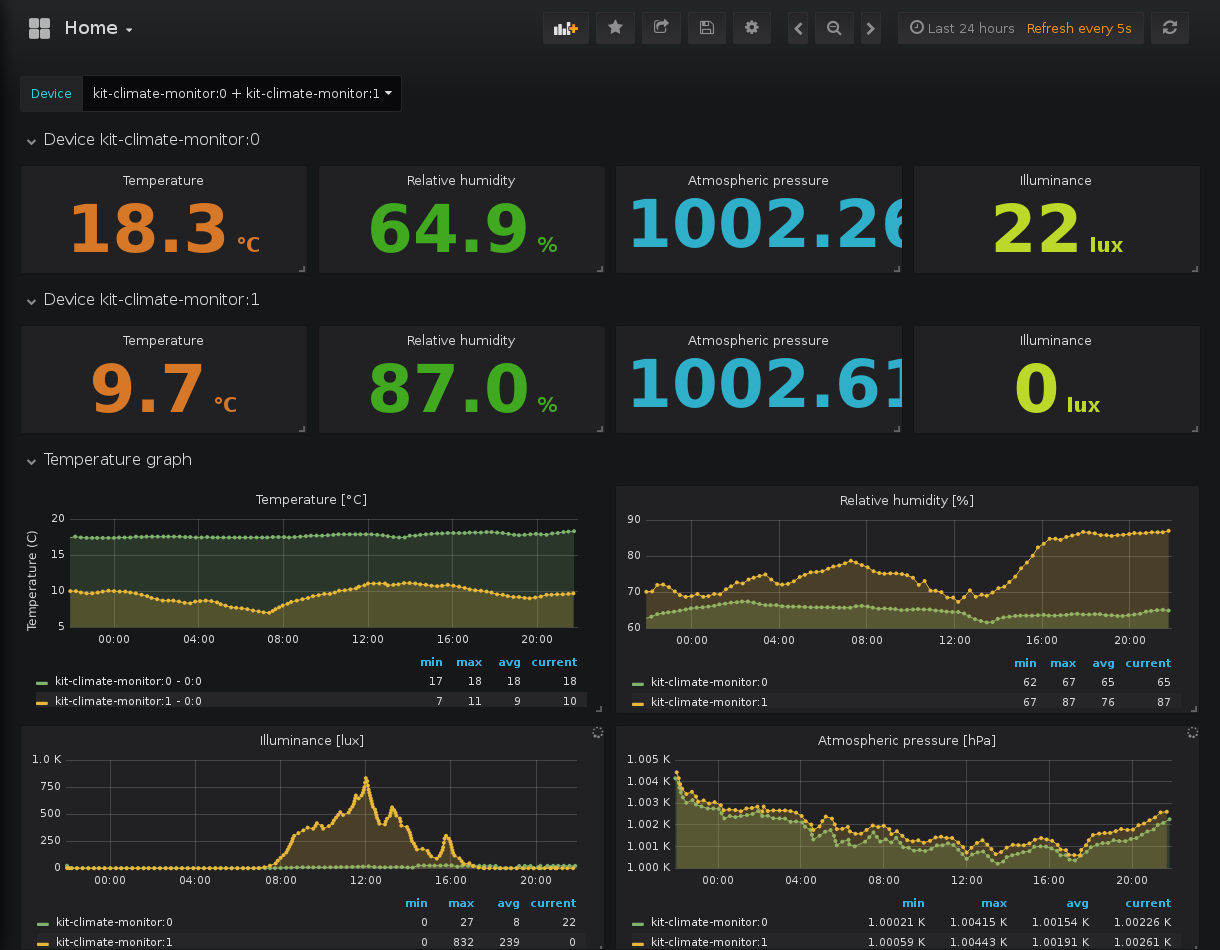 Home
Last 24 hours Refresh every 5s
Device kit-climate-monitor:0 + kit-climate-monitor:1
Device kit-climate-monitor:0
Temperature Relative humidity Atmospheric pressure Illuminance
18.3 °C 64.9 % 1002.26 22 lux
Device kit-climate-monitor:1
Temperature Relative humidity Atmospheric pressure Illuminance
9.7 °C 87.0 % 1002.61 0 lux
Temperature graph
Temperature [°C]
Temperature (C)
20
15
10
5
00:00 04:00 08:00 12:00 16:00 20:00
min max avg current
kit-climate-monitor:0 - 0:0 17 18 18 18
kit-climate-monitor:1 - 0:0 7 11 9 10
Relative humidity [%]
90
80
70
60
00:00 04:00 08:00 12:00 16:00 20:00
min max avg current
kit-climate-monitor:0 62 67 65 65
kit-climate-monitor:1 67 87 76 87
Illuminance [lux]
1.0 K
750
500
250
0
00:00 04:00 08:00 12:00 16:00 20:00
min max avg current
kit-climate-monitor:0 0 27 8 22
kit-climate-monitor:1 0 832 239 0
Atmospheric pressure [hPa]
1.005 K
1.004 K
1.003 K
1.002 K
1.001 K
1.000 K
00:00 04:00 08:00 12:00 16:00 20:00
min max avg current
kit-climate-monitor:0 1.00021 K 1.00415 K 1.00154 K 1.00226 K
kit-climate-monitor:1 1.00059 K 1.00443 K 1.00191 K 1.00261 K